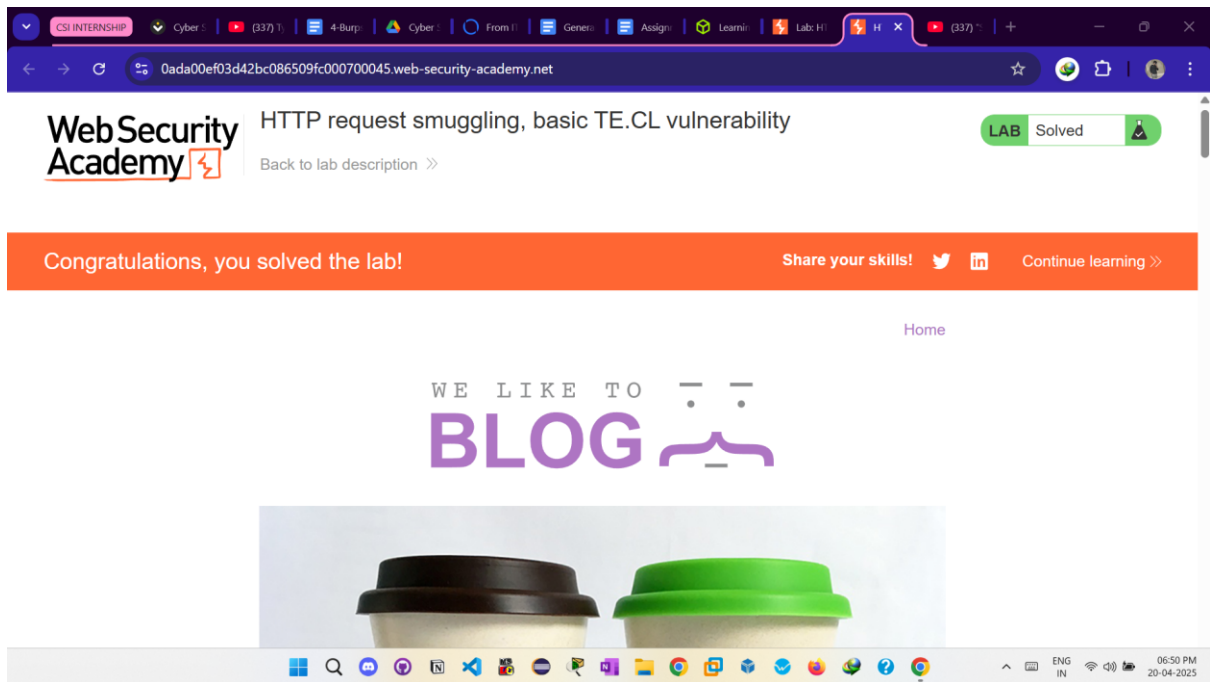 CSI INTERNSHIP Cyber S (337) Ty 4-Burp- Cyber S From Gener Assign Learnin Lab: HT H (337) "
0ada00ef03d42bc086509fc000700045.web-security-academy.net
Web Security
Academy
HTTP request smuggling, basic TE.CL vulnerability
Back to lab description
LAB Solved
Congratulations, you solved the lab!
Share your skills!
Continue learning
Home
WE LIKE TO
BLOG
ENG
IN
06:50 PM
20-04-2025